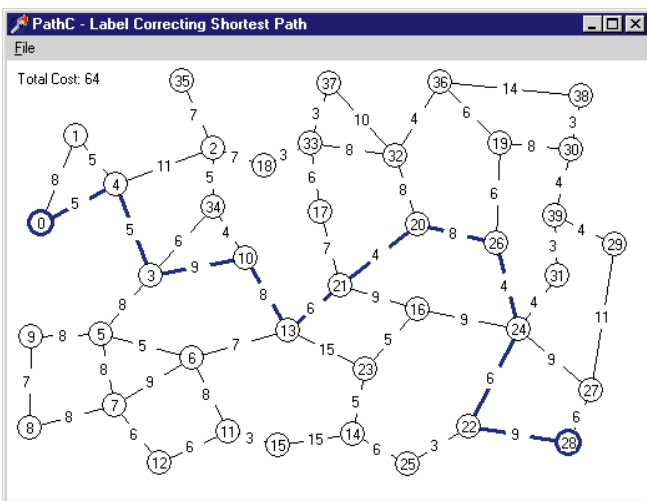 PathC - Label Correcting Shortest Path
File
Total Cost: 64
35 37 36 14 38
7 3 10 4 6 3
1 2 33 8 32 19 8 30
5 11 7 18 3
8 4 5 6 8 6 4
5 34 17 20 39 4 29
0 5 6 4 7 4 8 26 3
3 9 10 21 31
8 8 6 9 16 4 4 11
9 8 5 13 9 24
5 6 7 15 5 9
7 8 9 23 6 27
8 8 7 8 5 6
6 11 3 15 15 14 6 3 22 9 28
12 6 25